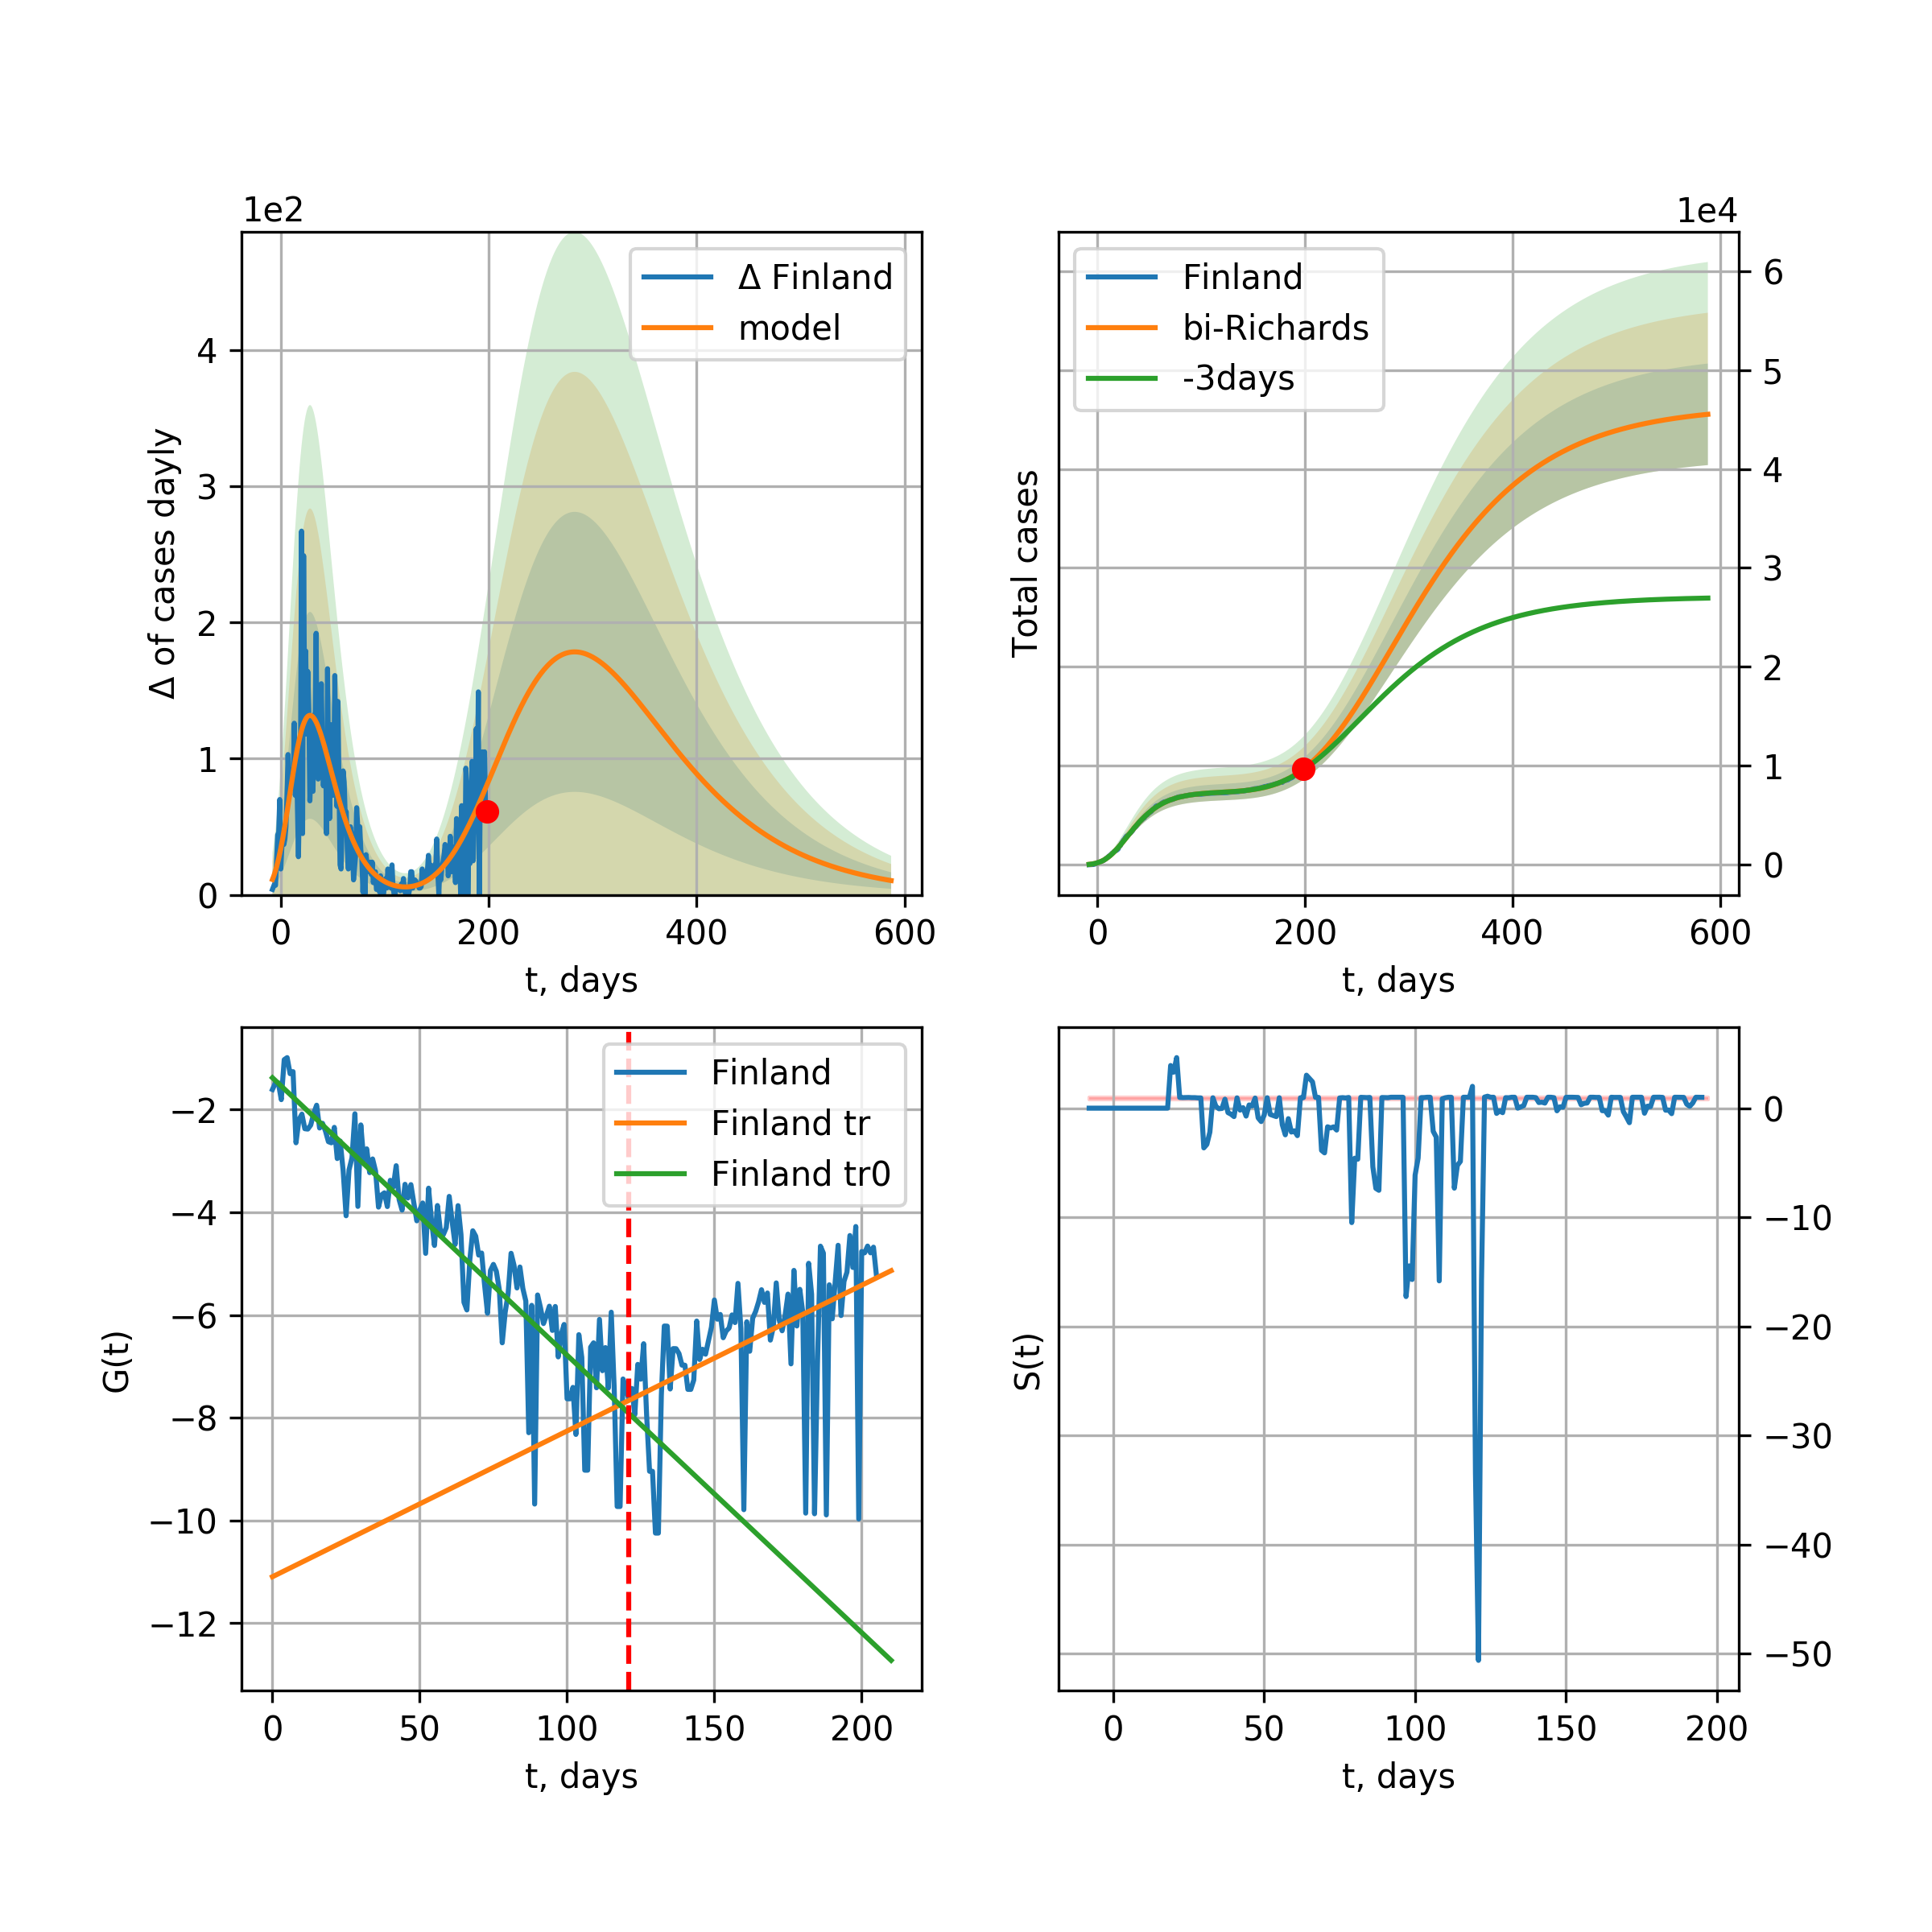 1e2
Δ of cases dayly
4
3
2
1
0
Δ Finland
model
0 200 400 600
t, days
1e4
Total cases
Finland
bi-Richards
-3days
6
5
4
3
2
1
0
0 200 400 600
t, days
G(t)
−2
−4
−6
−8
−10
−12
Finland
Finland tr
Finland tr0
0 50 100 150 200
t, days
S(t)
0
−10
−20
−30
−40
−50
0 50 100 150 200
t, days